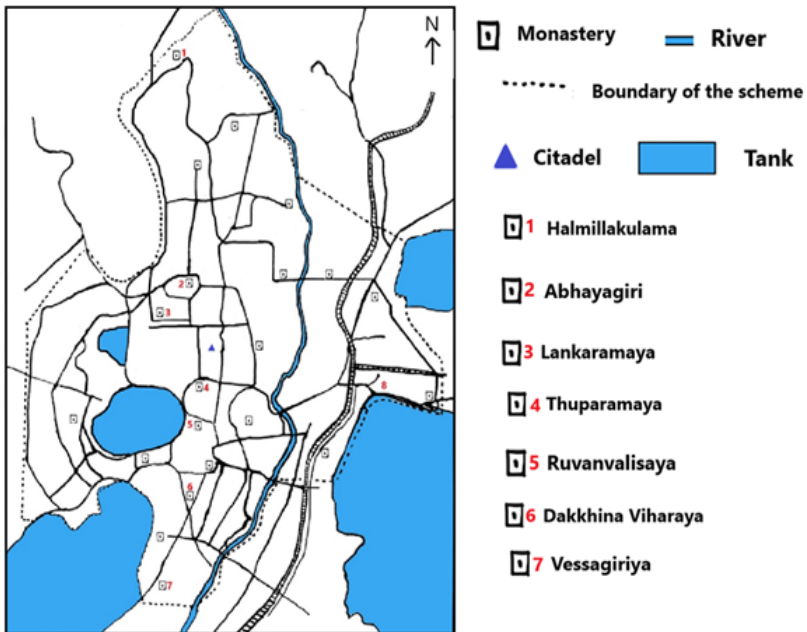 N
1
2
3
4
5
6
7
8
Monastery
River
Boundary of the scheme
Citadel
Tank
1 Halmillakulama
2 Abhayagiri
3 Lankaramaya
4 Thuparamaya
5 Ruvanvalisaya
6 Dakkhina Viharaya
7 Vessagiriya